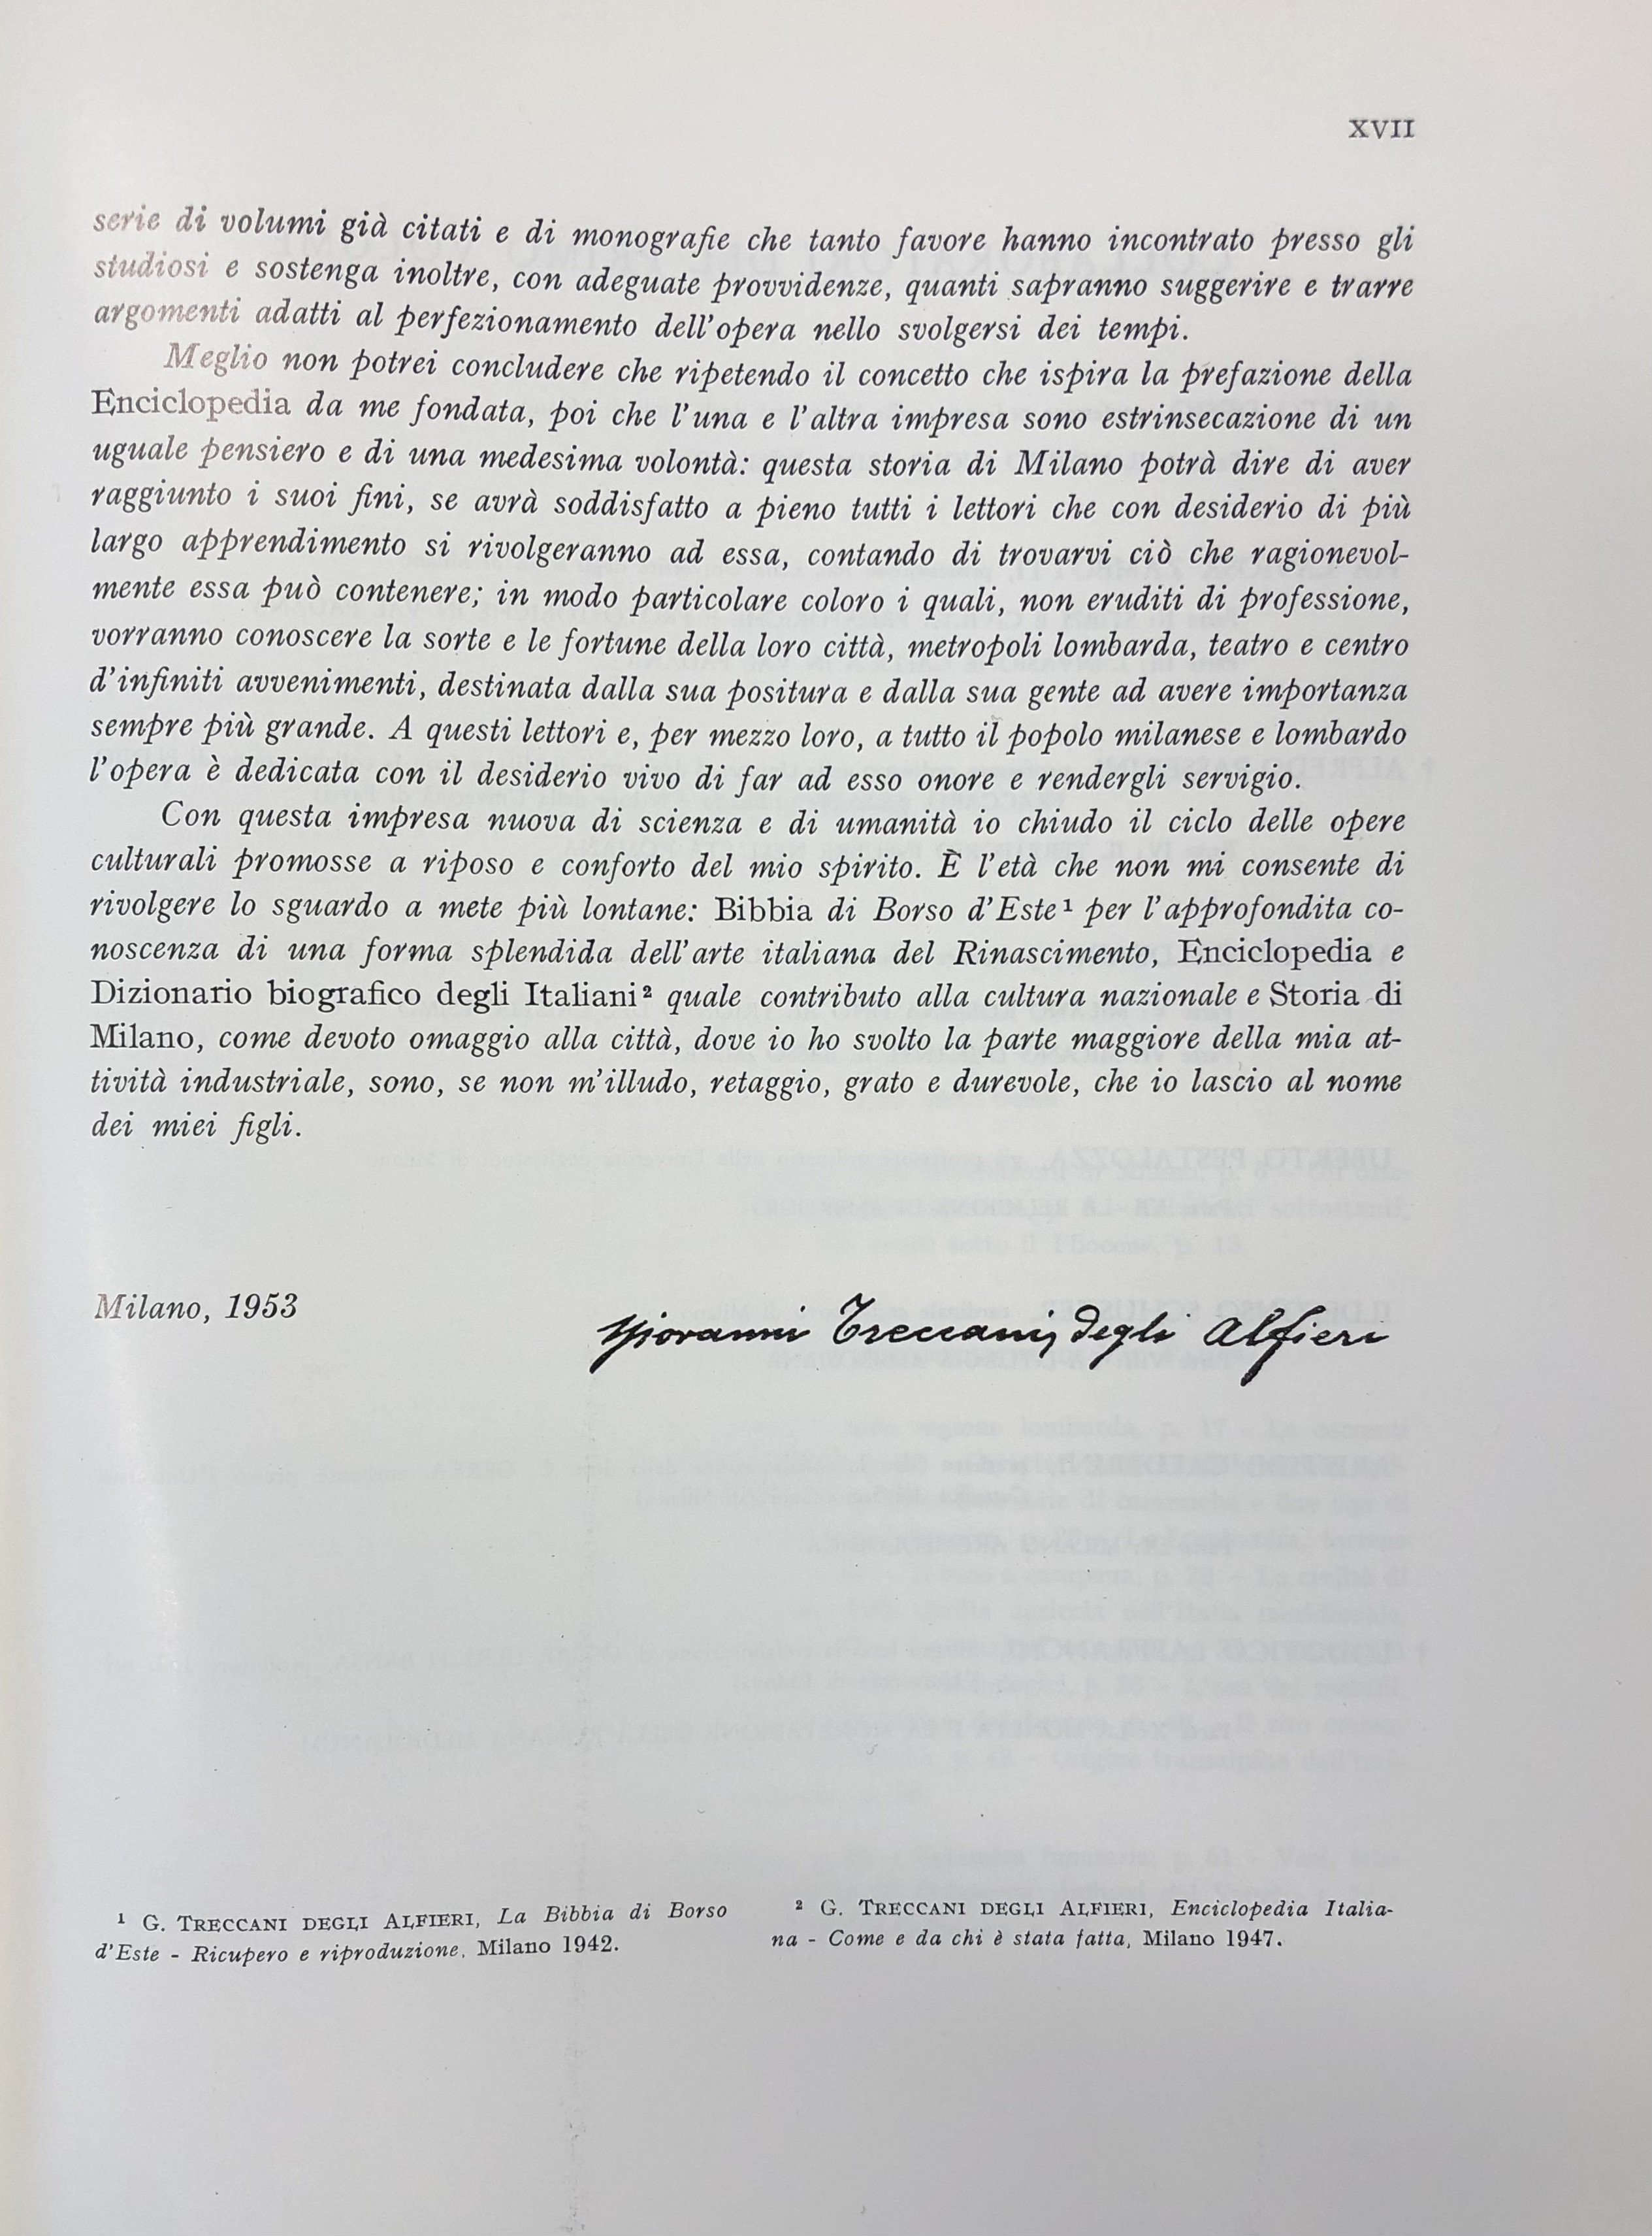 XVII
serie di volumi già citati e di monografie che tanto favore hanno incontrato presso gli
studiosi e sostenga inoltre, con adeguate provvidenze, quanti sapranno suggerire e trarre
argomenti adatti al perfezionamento dell'opera nello svolgersi dei tempi.
Meglio non potrei concludere che ripetendo il concetto che ispira la prefazione della
Enciclopedia da me fondata, poi che l'una e l'altra impresa sono estrinsecazione di un
uguale pensiero e di una medesima volontà: questa storia di Milano potrà dire di aver
raggiunto i suoi fini, se avrà soddisfatto a pieno tutti i lettori che con desiderio di più
largo apprendimento si rivolgeranno ad essa, contando di trovarvi ciò che ragionevol-
mente essa può contenere; in modo particolare coloro i quali, non eruditi di professione,
vorranno conoscere la sorte e le fortune della loro città, metropoli lombarda, teatro e centro
d'infiniti avvenimenti, destinata dalla sua positura e dalla sua gente ad avere importanza
sempre più grande. A questi lettori e, per mezzo loro, a tutto il popolo milanese e lombardo
l'opera è dedicata con il desiderio vivo di far ad esso onore e rendergli servigio.
Con questa impresa nuova di scienza e di umanità io chiudo il ciclo delle opere
culturali promosse a riposo e conforto del mio spirito. È l'età che non mi consente di
rivolgere lo sguardo a mete più lontane: Bibbia di Borso d'Este¹ per l'approfondita co-
noscenza di una forma splendida dell'arte italiana del Rinascimento, Enciclopedia e
Dizionario biografico degli Italiani² quale contributo alla cultura nazionale e Storia di
Milano, come devoto omaggio alla città, dove io ho svolto la parte maggiore della mia at-
tività industriale, sono, se non m'illudo, retaggio, grato e durevole, che io lascio al nome
dei miei figli.
Milano, 1953
Giovanni Treccani degli Alfieri
¹ G. TRECCANI DEGLI ALFIERI, La Bibbia di Borso
d'Este - Ricupero e riproduzione, Milano 1942.
² G. TRECCANI DEGLI ALFIERI, Enciclopedia Italia-
na - Come e da chi è stata fatta, Milano 1947.